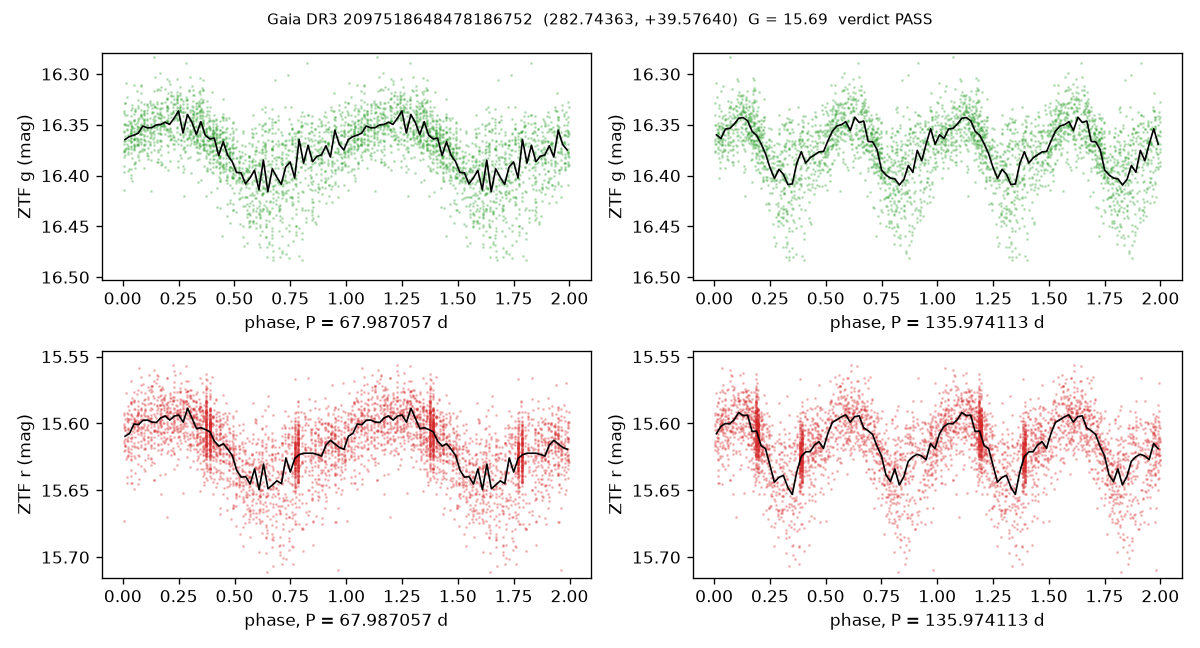 Gaia DR3 2097518648478186752  (282.74363, +39.57640)  G = 15.69  verdict PASS
ZTF g (mag)
16.30
16.35
16.40
16.45
16.50
0.00 0.25 0.50 0.75 1.00 1.25 1.50 1.75 2.00
phase, P = 67.987057 d
ZTF g (mag)
16.30
16.35
16.40
16.45
16.50
0.00 0.25 0.50 0.75 1.00 1.25 1.50 1.75 2.00
phase, P = 135.974113 d
ZTF r (mag)
15.55
15.60
15.65
15.70
0.00 0.25 0.50 0.75 1.00 1.25 1.50 1.75 2.00
phase, P = 67.987057 d
ZTF r (mag)
15.55
15.60
15.65
15.70
0.00 0.25 0.50 0.75 1.00 1.25 1.50 1.75 2.00
phase, P = 135.974113 d